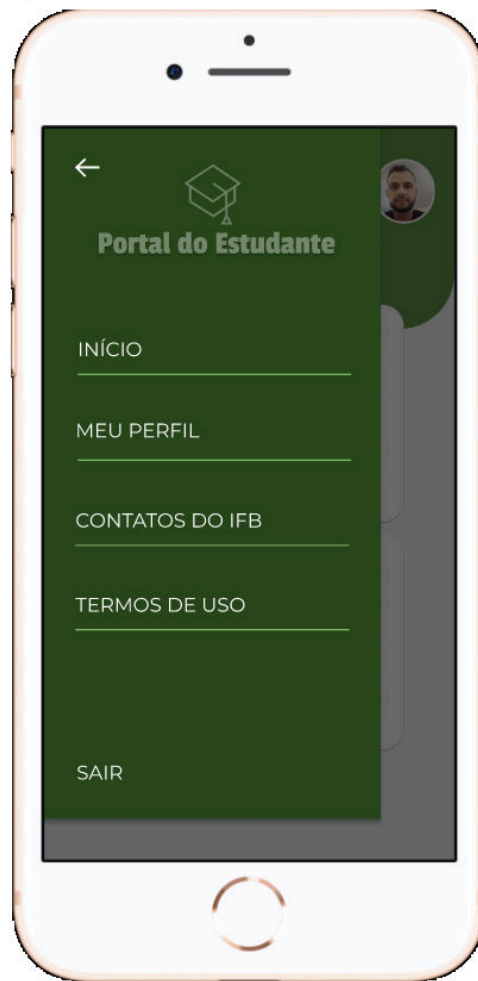 Portal do Estudante
INÍCIO
MEU PERFIL
CONTATOS DO IFB
TERMOS DE USO
SAIR